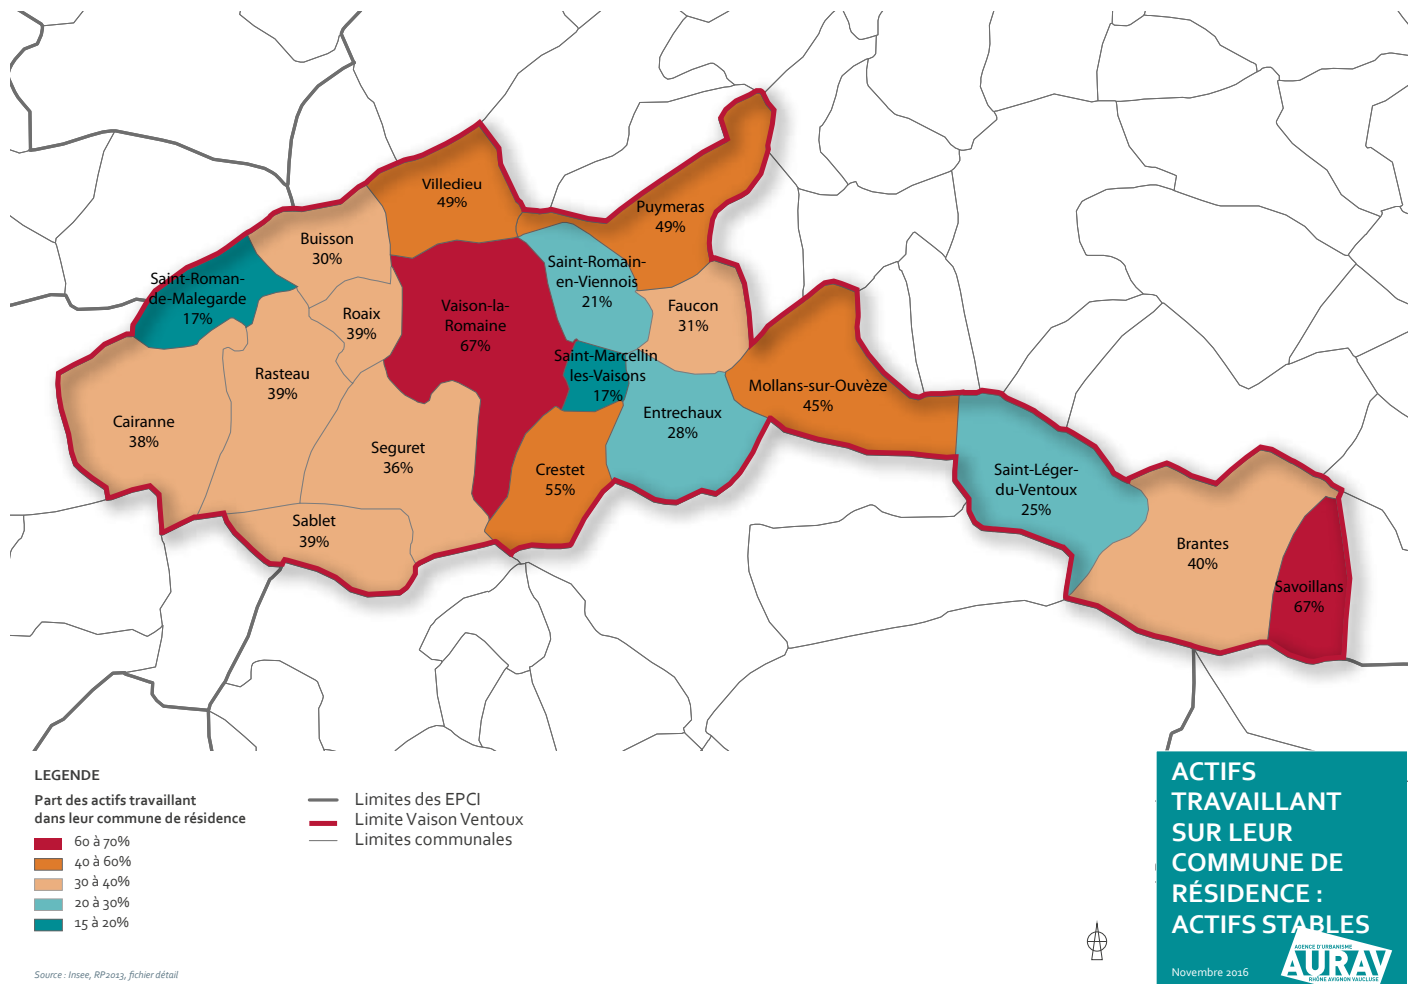 Villedieu
49%
Puymeras
49%
Buisson
30%
Saint-Roman-
de-Malegarde
17%
Saint-Romain-
en-Viennois
21%
Vaison-la-
Romaine
67%
Roaix
39%
Faucon
31%
Saint-Marcellin
les-Vaisons
17%
Rasteau
39%
Mollans-sur-Ouvèze
45%
Cairanne
38%
Entrechaux
28%
Seguret
36%
Crestet
55%
Saint-Léger-
du-Ventoux
25%
Sablet
39%
Brantes
40%
Savoillans
67%
LEGENDE
Part des actifs travaillant
dans leur commune de résidence
60 à 70%
40 à 60%
30 à 40%
20 à 30%
15 à 20%
Limites des EPCI
Limite Vaison Ventoux
Limites communales
Source : Insee, RP2013, fichier détail
ACTIFS
TRAVAILLANT
SUR LEUR
COMMUNE DE
RÉSIDENCE :
ACTIFS STABLES
Novembre 2016
AGENCE D'URBANISME
AURAV
RHÔNE AVIGNON VAUCLUSE